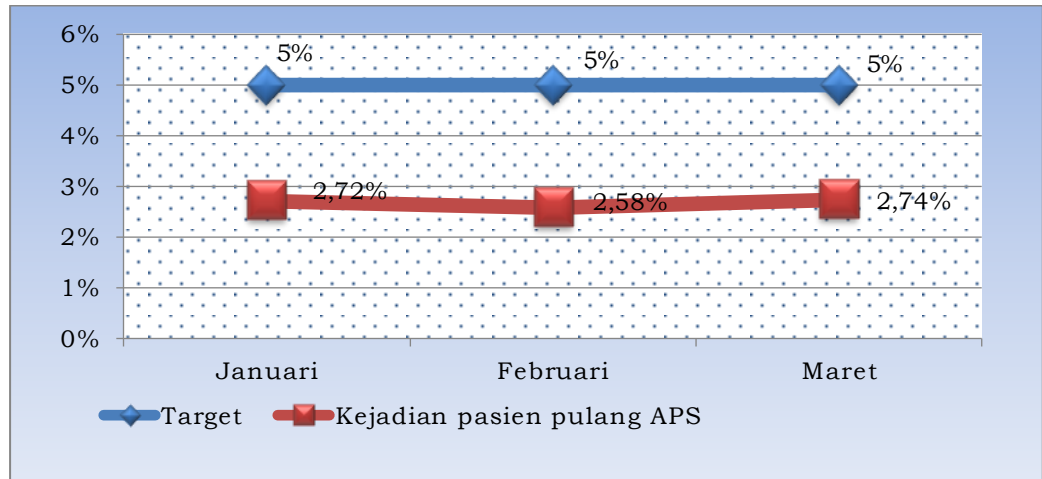 6%
5%
4%
3%
2%
1%
0%
5%
5%
5%
2,72%
2,58%
2,74%
Januari
Februari
Maret
Target
Kejadian pasien pulang APS